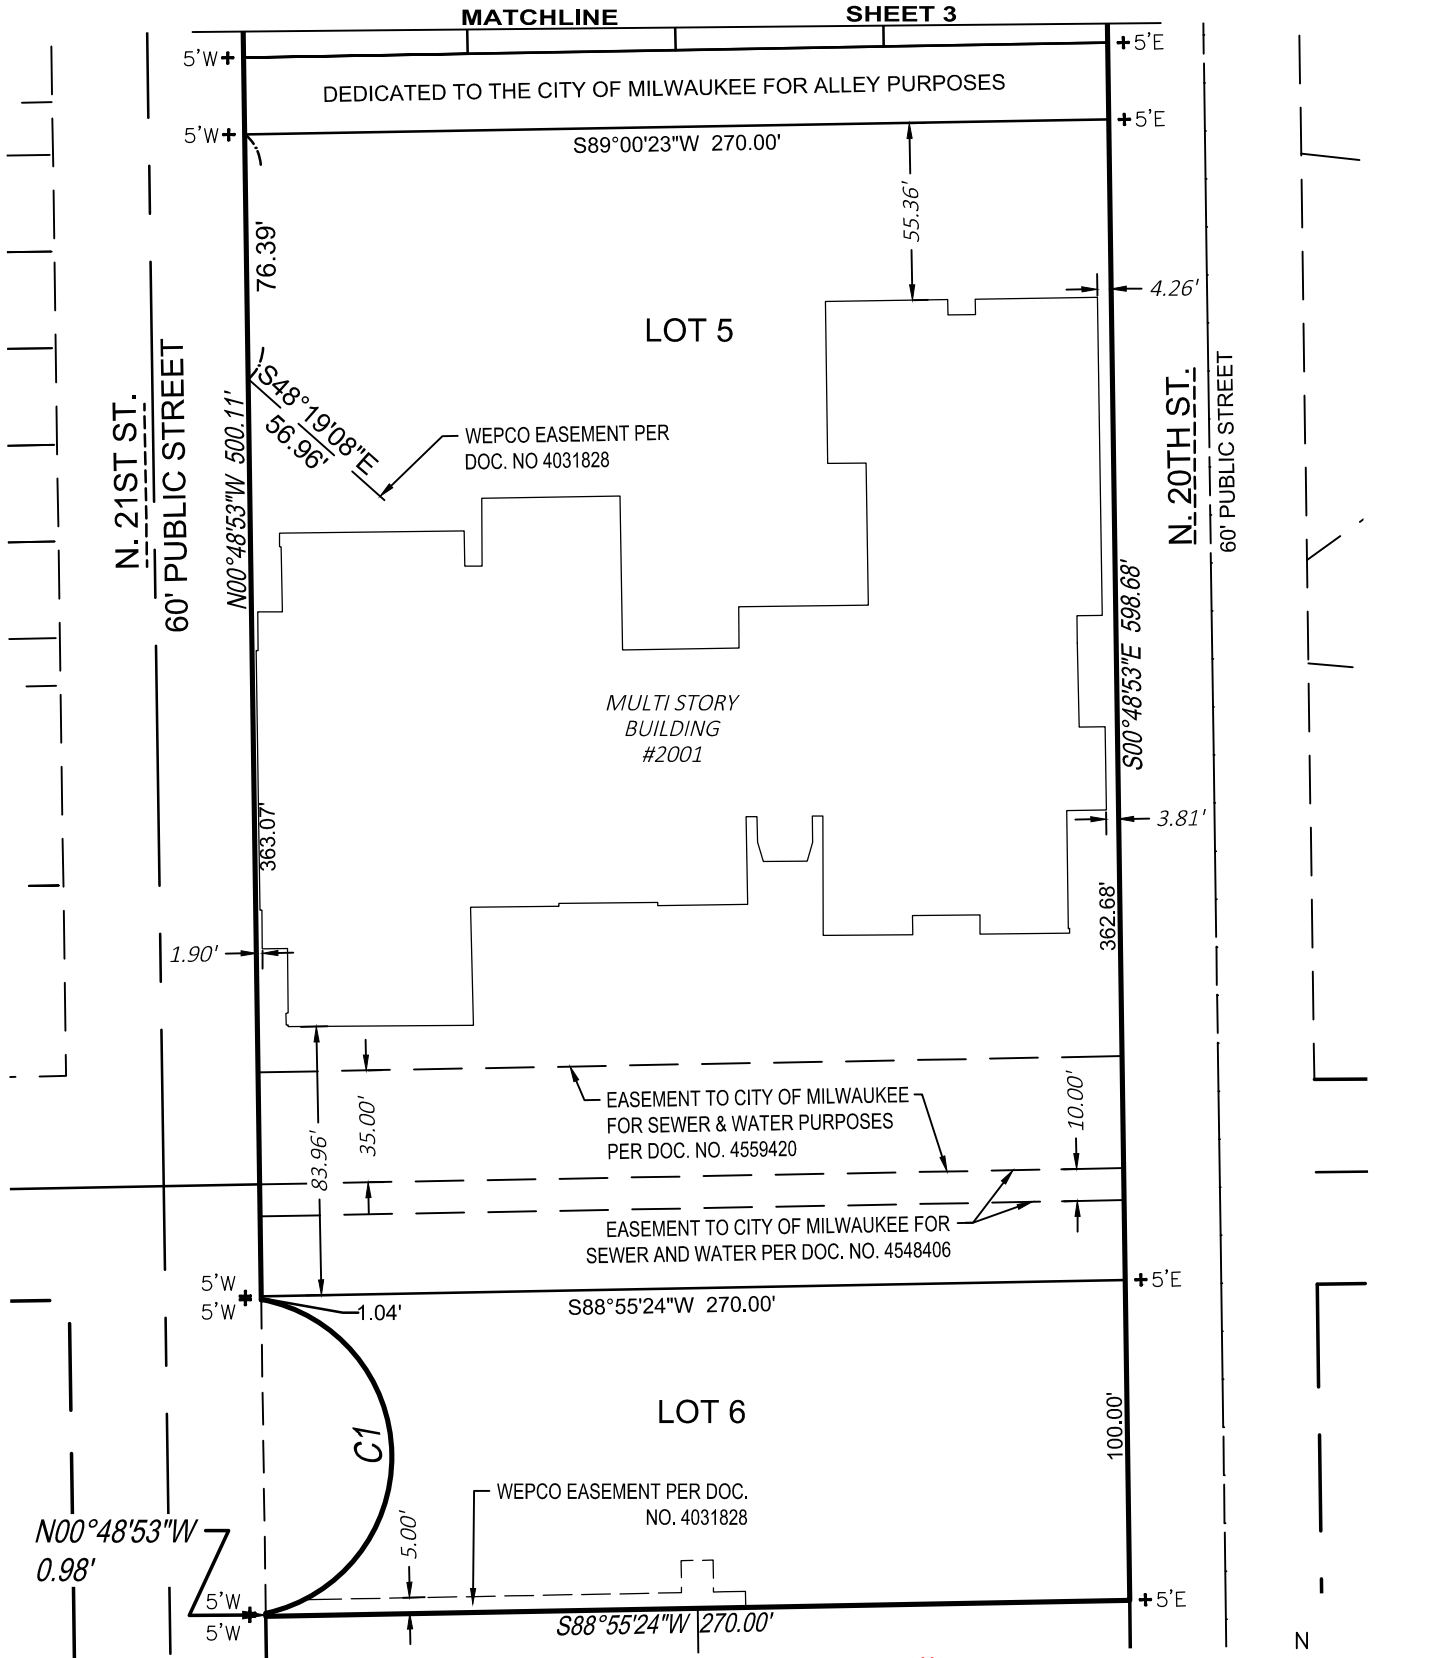 MATCHLINE SHEET 3
5'W
5'E
DEDICATED TO THE CITY OF MILWAUKEE FOR ALLEY PURPOSES
5'W
5'E
S89°00'23"W 270.00'
76.39'
55.36'
4.26'
LOT 5
S48°19'08"E
56.96'
WEPCO EASEMENT PER
DOC. NO 4031828
N. 21ST ST.
60' PUBLIC STREET
N00°48'53"W 500.11'
N. 20TH ST.
60' PUBLIC STREET
S00°48'53"E 598.68'
MULTI STORY
BUILDING
#2001
363.07'
3.81'
362.68'
1.90'
83.96'
35.00'
EASEMENT TO CITY OF MILWAUKEE
FOR SEWER & WATER PURPOSES
PER DOC. NO. 4559420
10.00'
EASEMENT TO CITY OF MILWAUKEE FOR
SEWER AND WATER PER DOC. NO. 4548406
5'W
5'W
5'E
1.04'
S88°55'24"W 270.00'
LOT 6
C1
100.00'
WEPCO EASEMENT PER DOC.
NO. 4031828
5.00'
N00°48'53"W
0.98'
5'W
5'W
5'E
S88°55'24"W 270.00'
N